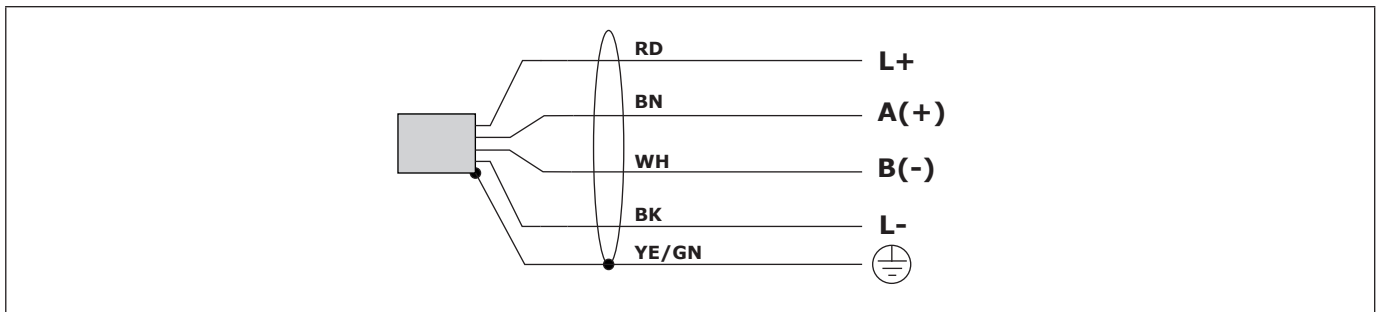 RD L+
BN A(+)
WH B(-)
BK L-
YE/GN